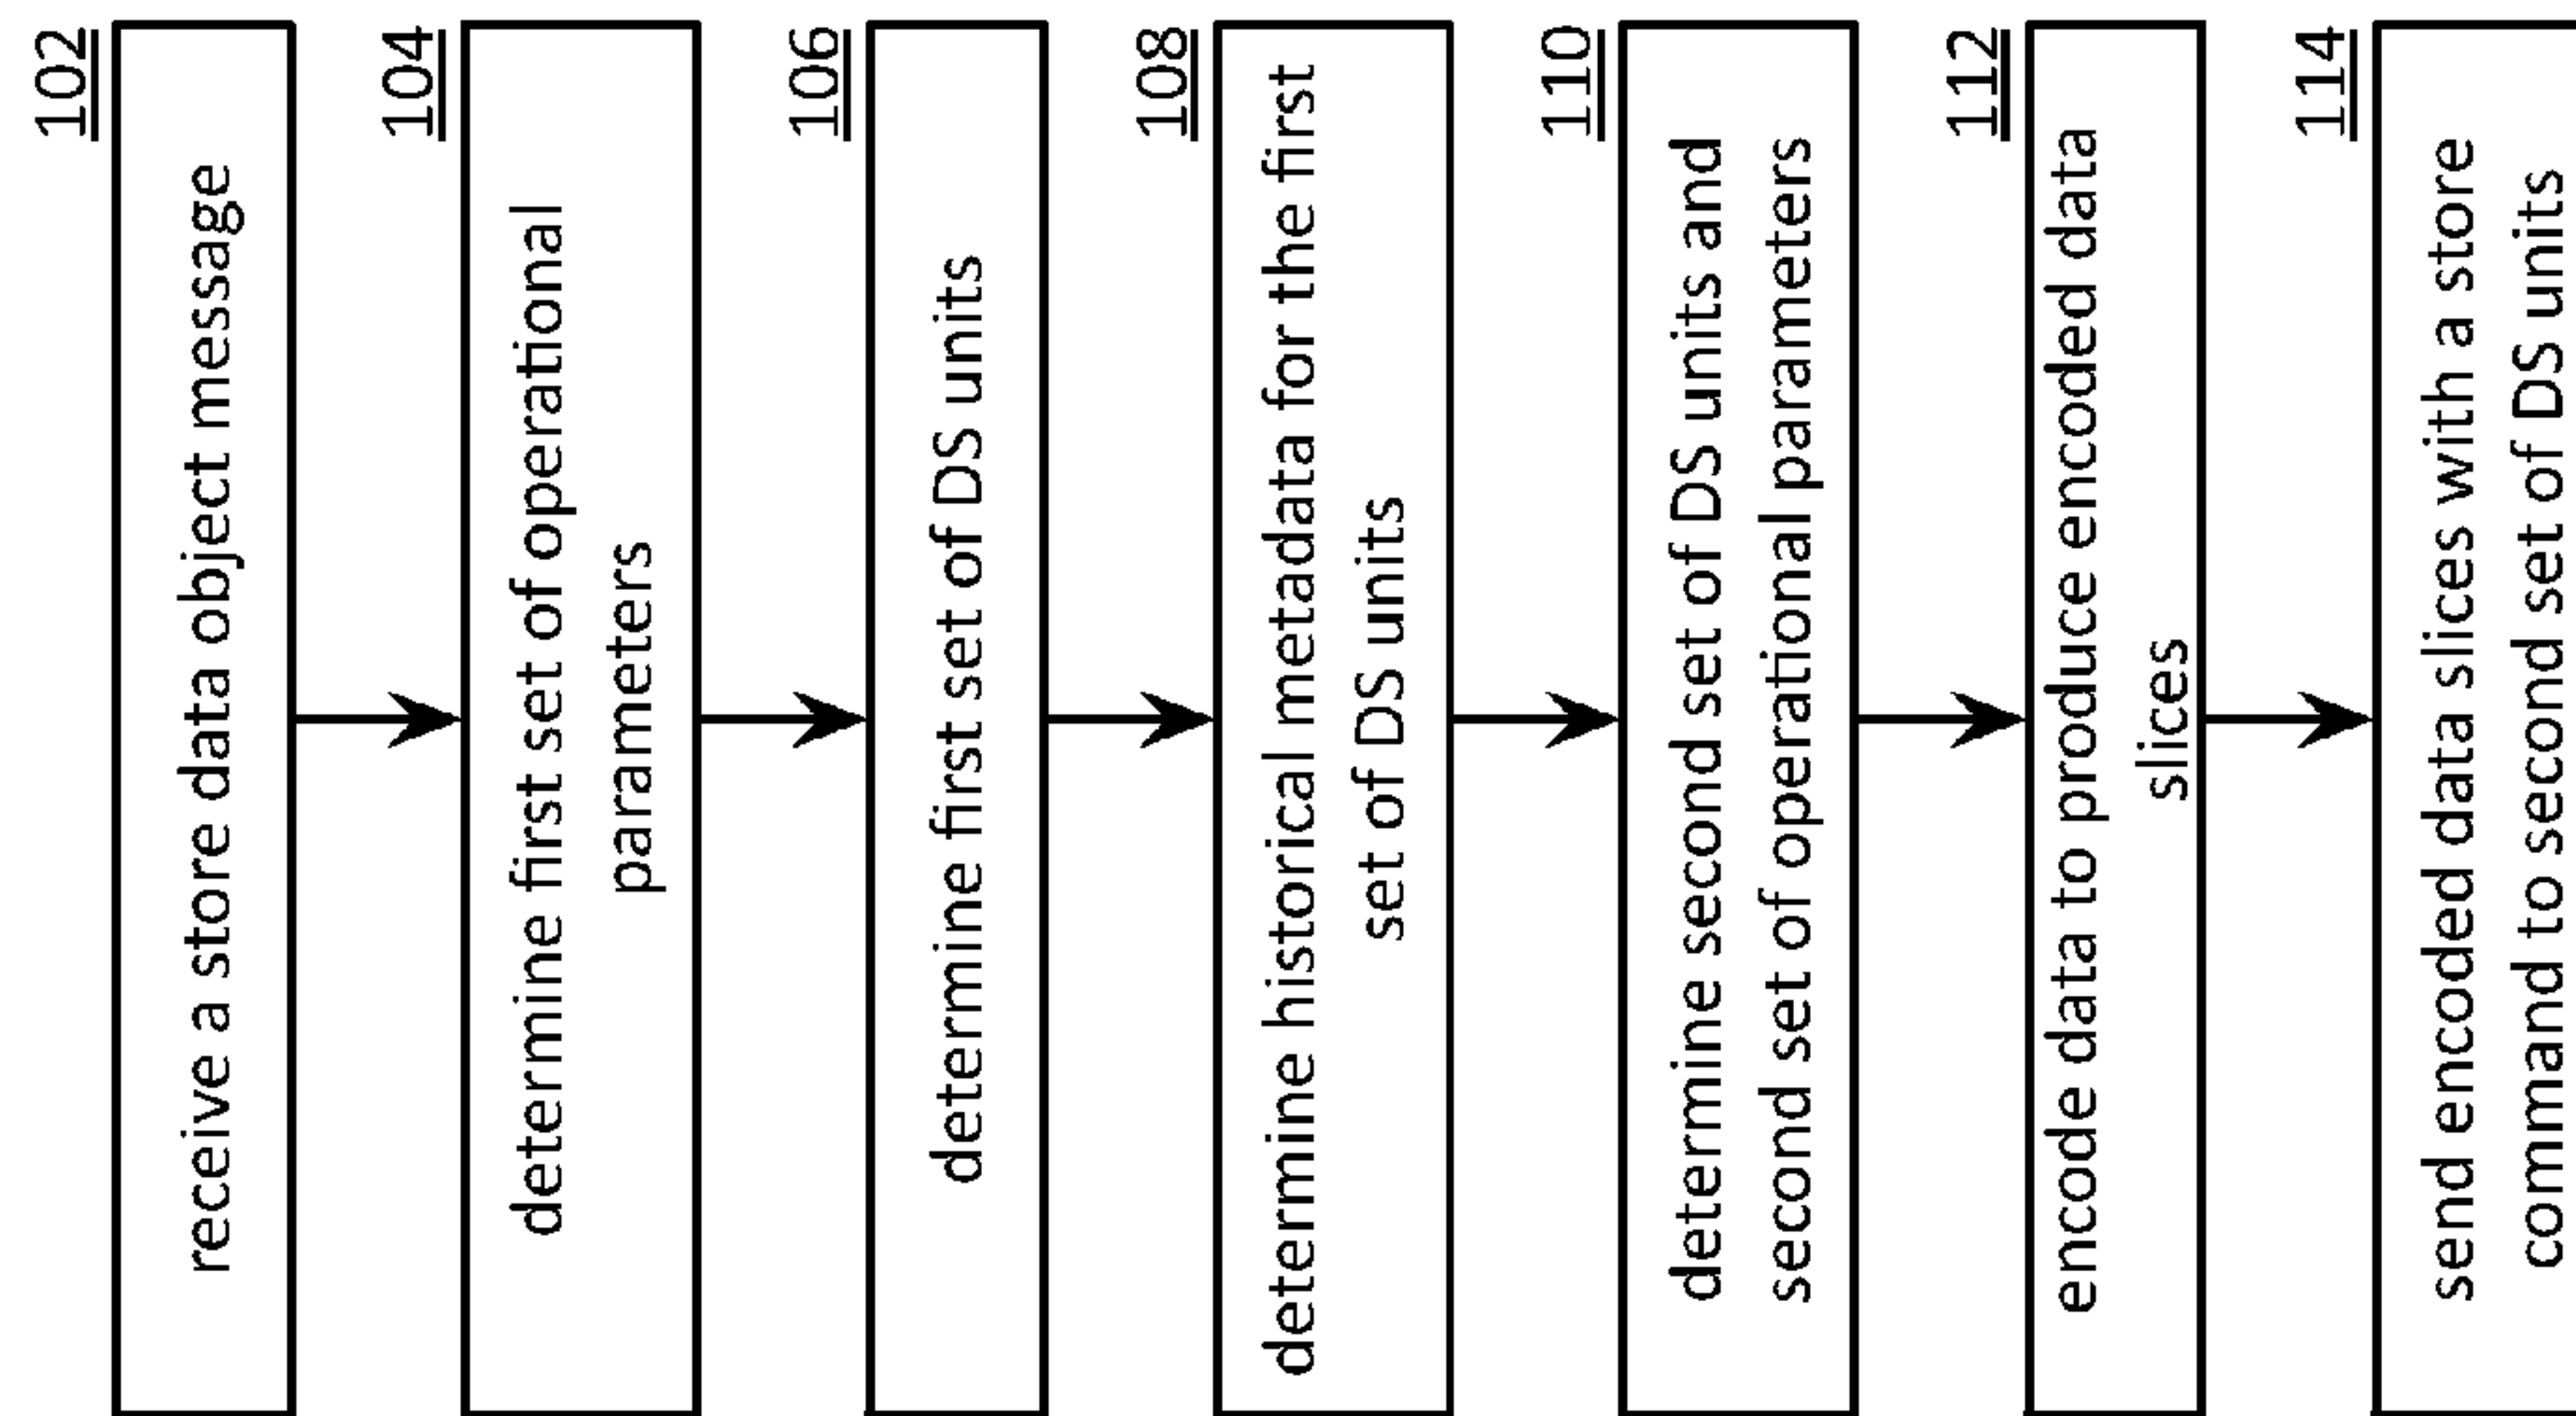 102
receive a store data object message
104
determine first set of operational
parameters
106
determine first set of DS units
108
determine historical metadata for the first
set of DS units
110
determine second set of DS units and
second set of operational parameters
112
encode data to produce encoded data
slices
114
send encoded data slices with a store
command to second set of DS units